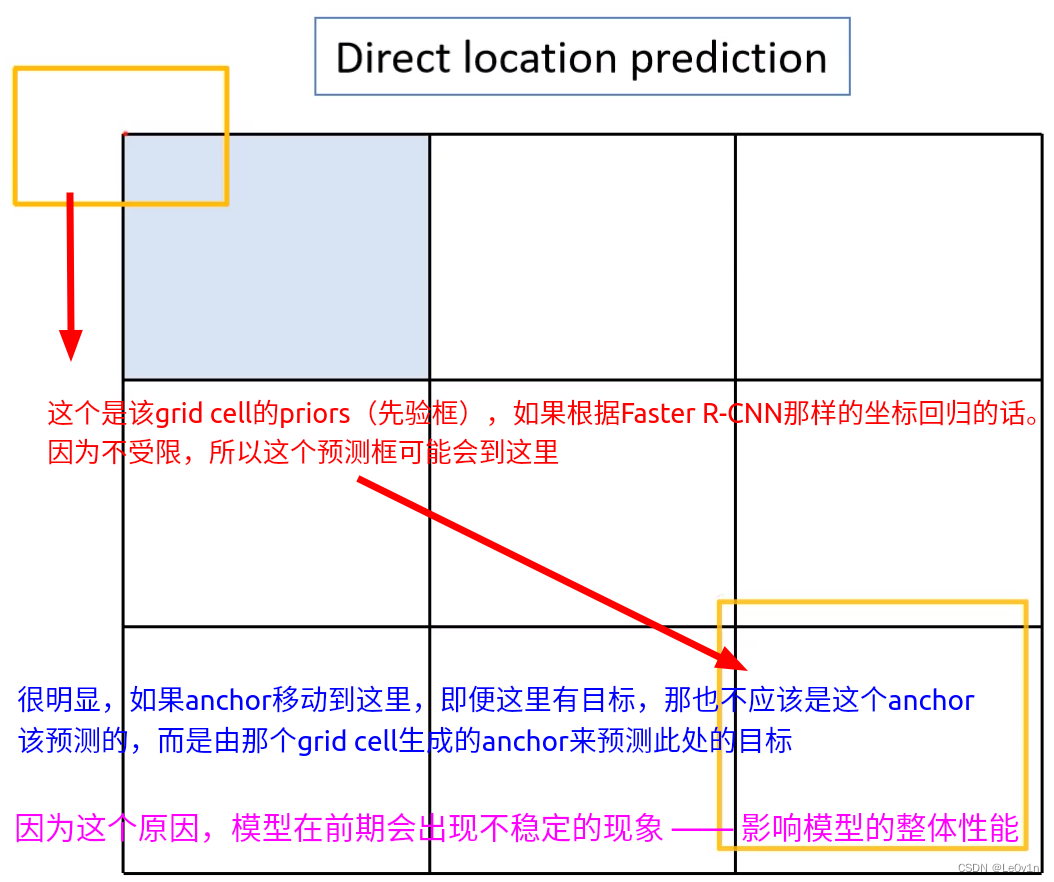 Direct location prediction
这个是该grid cell的priors（先验框），如果根据Faster R-CNN那样的坐标回归的话。
因为不受限，所以这个预测框可能会到这里
很明显，如果anchor移动到这里，即便这里有目标，那也不应该是这个anchor
该预测的，而是由那个grid cell生成的anchor来预测此处的目标
因为这个原因，模型在前期会出现不稳定的现象 —— 影响模型的整体性能
CSDN @Le0v1n